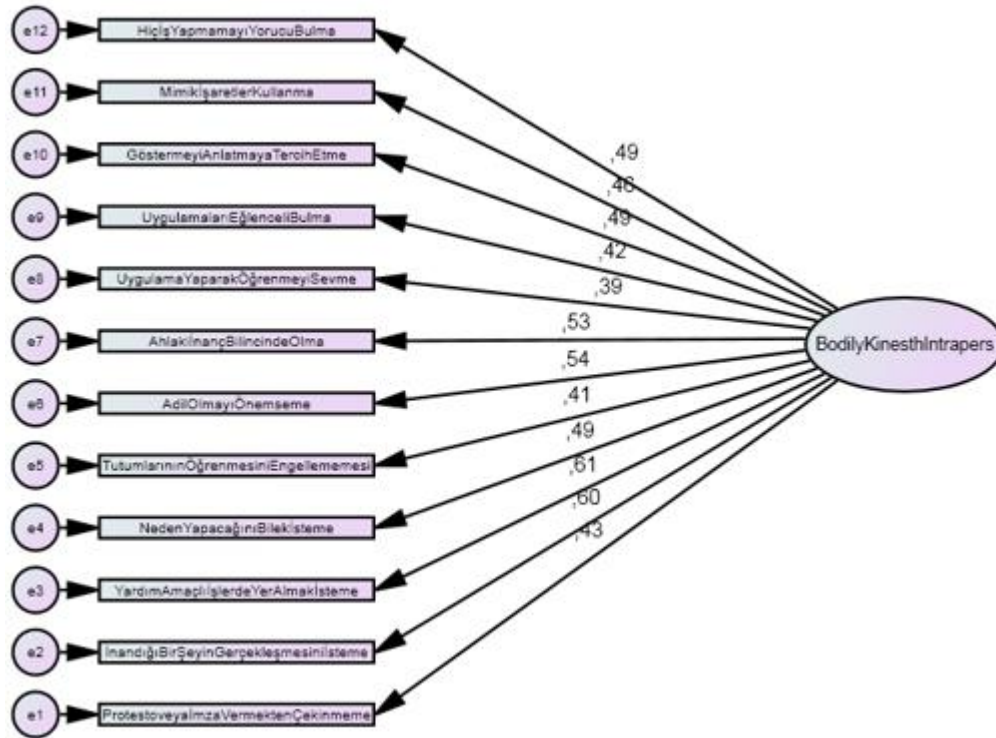 e12 HiçİşYapmamayıYorucuBulma
e11 MimikİşaretlerKullanma
e10 GöstermeyiAnlatmayaTercihEtme
e9 UygulamalarıEğlenceliBulma
e8 UygulamaYaparakÖğrenmeyiSevme
e7 AhlakiİnançBilincindeOlma
e6 AdilOlmayıÖnemseme
e5 TutumlarınınÖğrenmesiniEngellememesi
e4 NedenYapacağınıBilekİsteme
e3 YardımAmaçlıİşlerdeYerAlmakİsteme
e2 İnandığıBirŞeyinGerçekleşmesiniİsteme
e1 ProtestoveyaİmzaVermektenÇekinmeme
,49
,46
,49
,42
,39
,53
,54
,41
,49
,61
,60
,43
BodilyKinesthIntrapers